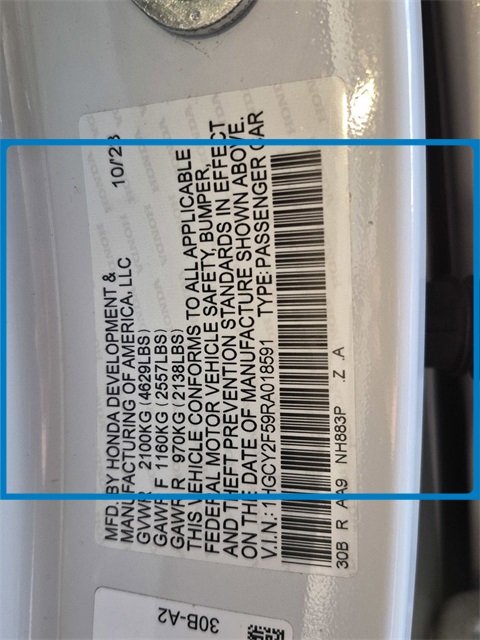 MFD. BY HONDA DEVELOPMENT & 10/23
MANUFACTURING OF AMERICA, LLC
GVWR 2100KG (4629LBS)
GAWR F 1160KG (2557LBS)
GAWR R 970KG (2138LBS)
THIS VEHICLE CONFORMS TO ALL APPLICABLE
FEDERAL MOTOR VEHICLE SAFETY, BUMPER,
AND THEFT PREVENTION STANDARDS IN EFFECT
ON THE DATE OF MANUFACTURE SHOWN ABOVE.
V.I.N.: 1HGCY2F59RA018591 TYPE: PASSENGER CAR
30B R AA9 NH883P .Z .A
30B-A2